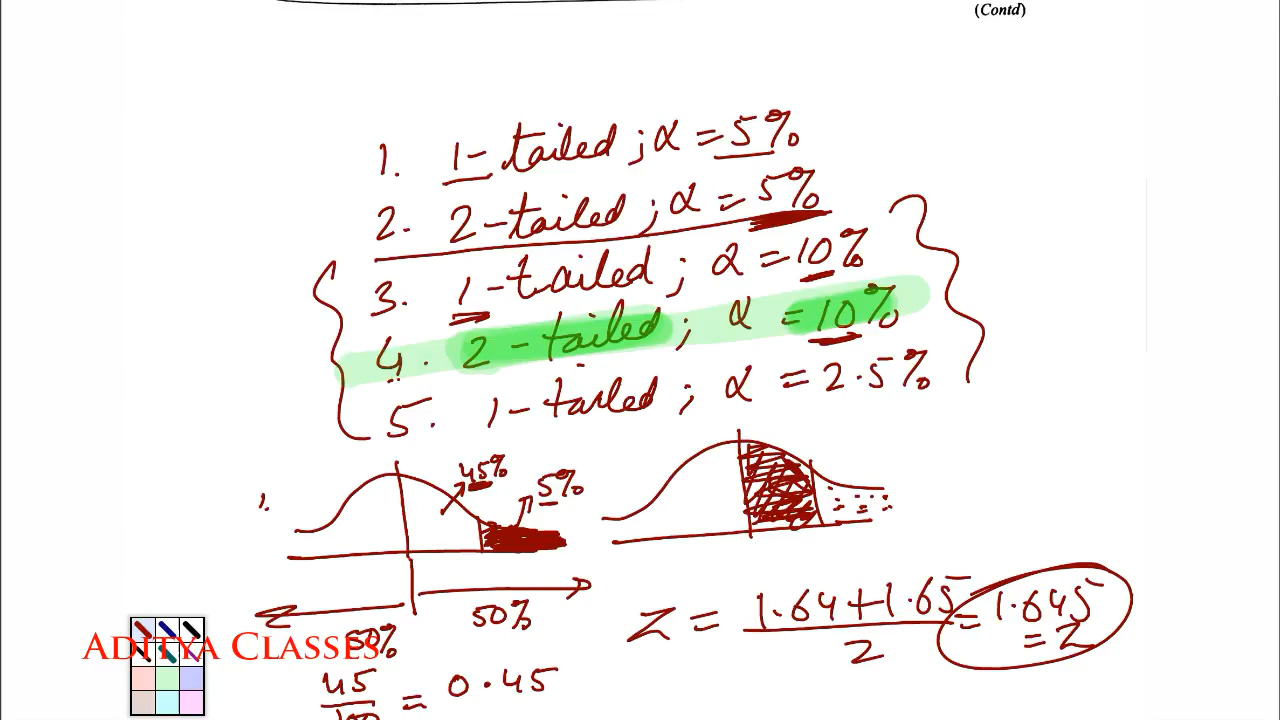 (Contd)
1. 1-tailed ; α = 5%
2. 2-tailed ; α = 5%
3. 1-tailed ; α = 10%
4. 2-tailed ; α = 10%
5. 1-tailed ; α = 2.5%
45%
5%
1.
50%
50%
Z = 1.64+1.65/2 = 1.645 = Z
ADITYA CLASSES
45/100 = 0.45